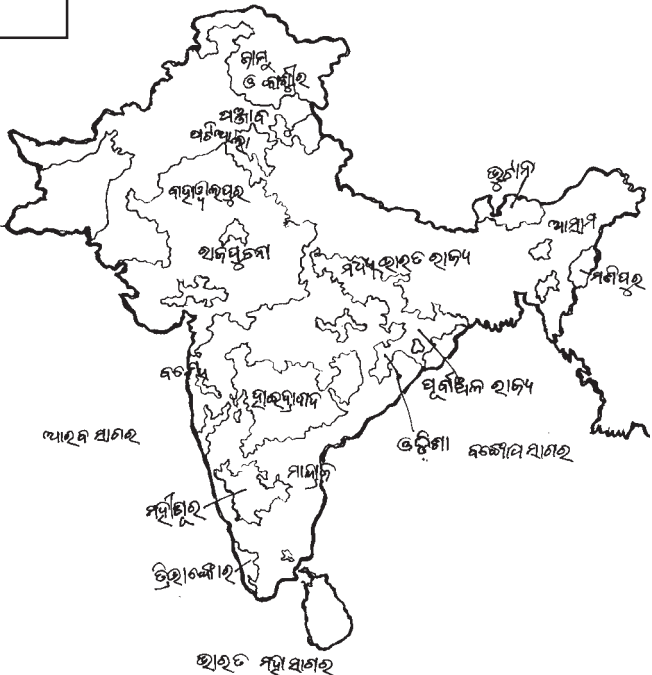 ଜାମୁ
ଓ କାଶ୍ମୀର
ପଞ୍ଜାବ
ପଟିଆଲା
ଭୁଟାନ
ବାହାୱାଲପୁର
ଆସାମ
ରାଜପୁତାନା
ମଧ୍ୟଭାରତ ରାଜ୍ୟ
ମଣିପୁର
ବମ୍ବେ
ହାଇଦ୍ରାବାଦ
ପୂର୍ବାଞ୍ଚଳ ରାଜ୍ୟ
ଆରବ ସାଗର
ଓଡ଼ିଶା
ବଙ୍ଗୋପସାଗର
ମାଡ୍ରାଜ
ମହୀଶୂର
ତ୍ରିଭାଙ୍କୋର
ଭାରତ ମହାସାଗର